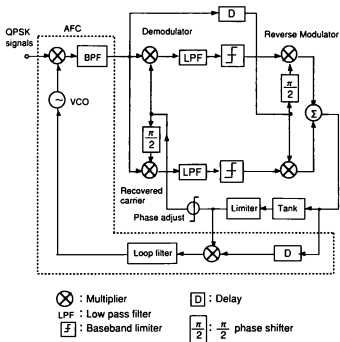 QPSK
signals
AFC
Demodulator
D
Reverse Modulator
BPF
LPF
VCO
π
2
π
2
Σ
LPF
Recovered
carrier
Phase adjust
Limiter
Tank
Loop filter
D
: Multiplier
D : Delay
LPF : Low pass filter
: Baseband limiter
π/2 : π/2 phase shifter